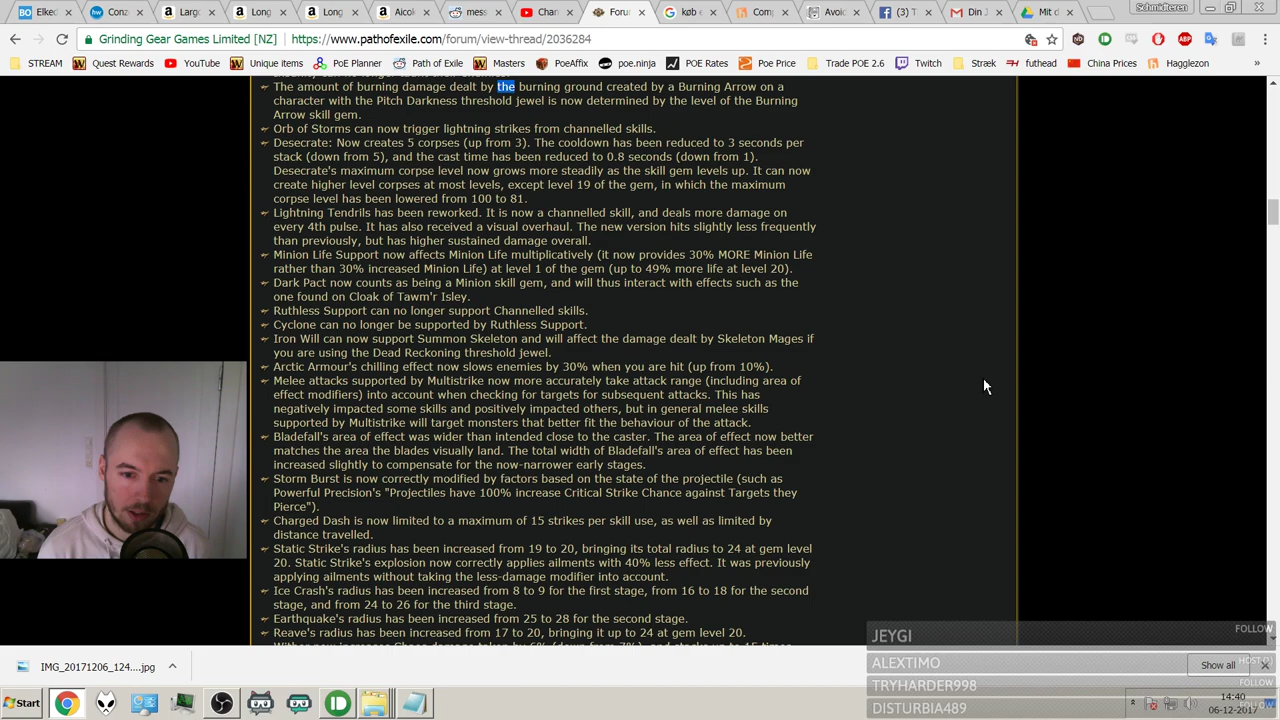 Elked
Conze
Largo
Long
Long
Long
Aicok
mess
Chan
Foru
køb e
Comp
Avoid
(3) T
Din J
Mit d
Schmidteren
Grinding Gear Games Limited [NZ]
https://www.pathofexile.com/forum/view-thread/2036284
STREAM
Quest Rewards
YouTube
Unique items
Masters
PoEAffix
poe.ninja
POE Rates
Poe Price
Trade POE 2.6
Twitch
Stræk
futhead
China Prices
Hagglezon
PoE Planner
Path of Exile
The amount of burning damage dealt by the burning ground created by a Burning Arrow on a
character with the Pitch Darkness threshold jewel is now determined by the level of the Burning
Arrow skill gem.
Orb of Storms can now trigger lightning strikes from channelled skills.
Desecrate: Now creates 5 corpses (up from 3). The cooldown has been reduced to 3 seconds per
stack (down from 5), and the cast time has been reduced to 0.8 seconds (down from 1).
Desecrate's maximum corpse level now grows more steadily as the skill gem levels up. It can now
create higher level corpses at most levels, except level 19 of the gem, in which the maximum
corpse level has been lowered from 100 to 81.
Lightning Tendrils has been reworked. It is now a channelled skill, and deals more damage on
every 4th pulse. It has also received a visual overhaul. The new version hits slightly less frequently
than previously, but has higher sustained damage overall.
Minion Life Support now affects Minion Life multiplicatively (it now provides 30% MORE Minion Life
rather than 30% increased Minion Life) at level 1 of the gem (up to 49% more life at level 20).
Dark Pact now counts as being a Minion skill gem, and will thus interact with effects such as the
one found on Cloak of Tawm'r Isley.
Ruthless Support can no longer support Channelled skills.
Cyclone can no longer be supported by Ruthless Support.
Iron Will can now support Summon Skeleton and will affect the damage dealt by Skeleton Mages if
you are using the Dead Reckoning threshold jewel.
Arctic Armour's chilling effect now slows enemies by 30% when you are hit (up from 10%).
Melee attacks supported by Multistrike now more accurately take attack range (including area of
effect modifiers) into account when checking for targets for subsequent attacks. This has
negatively impacted some skills and positively impacted others, but in general melee skills
supported by Multistrike will target monsters that better fit the behaviour of the attack.
Bladefall's area of effect was wider than intended close to the caster. The area of effect now better
matches the area the blades visually land. The total width of Bladefall's area of effect has been
increased slightly to compensate for the now-narrower early stages.
Storm Burst is now correctly modified by factors based on the state of the projectile (such as
Powerful Precision's "Projectiles have 100% increase Critical Strike Chance against Targets they
Pierce").
Charged Dash is now limited to a maximum of 15 strikes per skill use, as well as limited by
distance travelled.
Static Strike's radius has been increased from 19 to 20, bringing its total radius to 24 at gem level
20. Static Strike's explosion now correctly applies ailments with 40% less effect. It was previously
applying ailments without taking the less-damage modifier into account.
Ice Crash's radius has been increased from 8 to 9 for the first stage, from 16 to 18 for the second
stage, and from 24 to 26 for the third stage.
Earthquake's radius has been increased from 25 to 28 for the second stage.
Reave's radius has been increased from 17 to 20, bringing it up to 24 at gem level 20.
JEYGI
FOLLOW
ALEXTIMO
HOST (1)
TRYHARDER998
FOLLOW
DISTURBIA489
FOLLOW
IMG_20171206_124....jpg
Show all
Start
14:40
06-12-2017